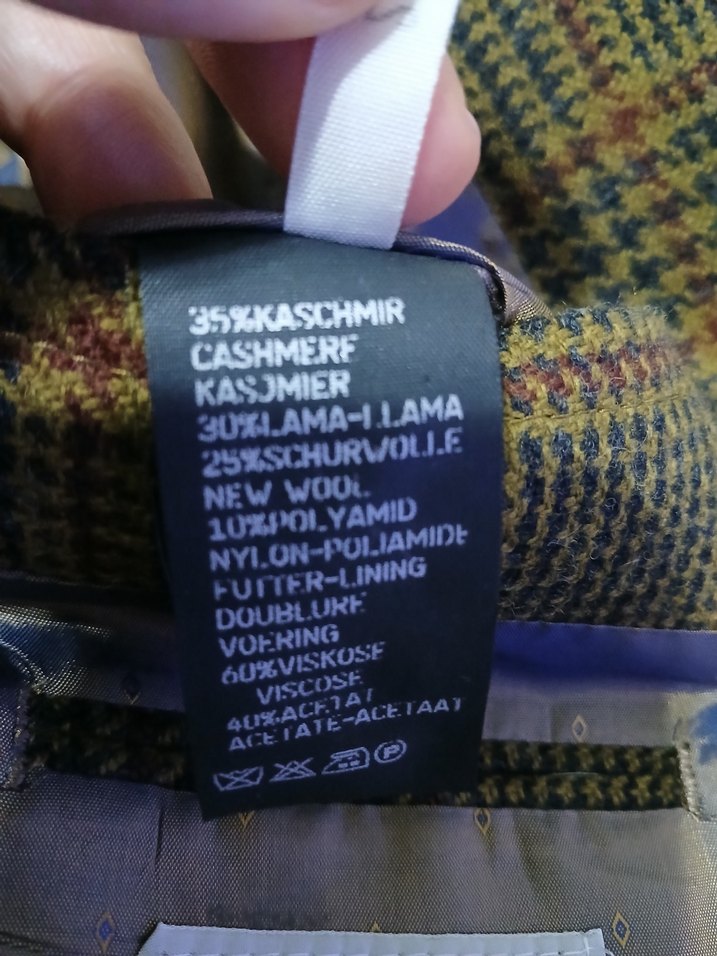 35%KASCHMIR
CASHMERE
KASJMIER
30%LAMA-LLAMA
25%SCHURWOLLE
NEW WOOL
10%POLYAMID
NYLON-POLIAMIDE
FUTTER-LINING
DOUBLURE
VOERING
60%VISKOSE
VISCOSE
40%ACETAT
ACETATE-ACETAAT
P